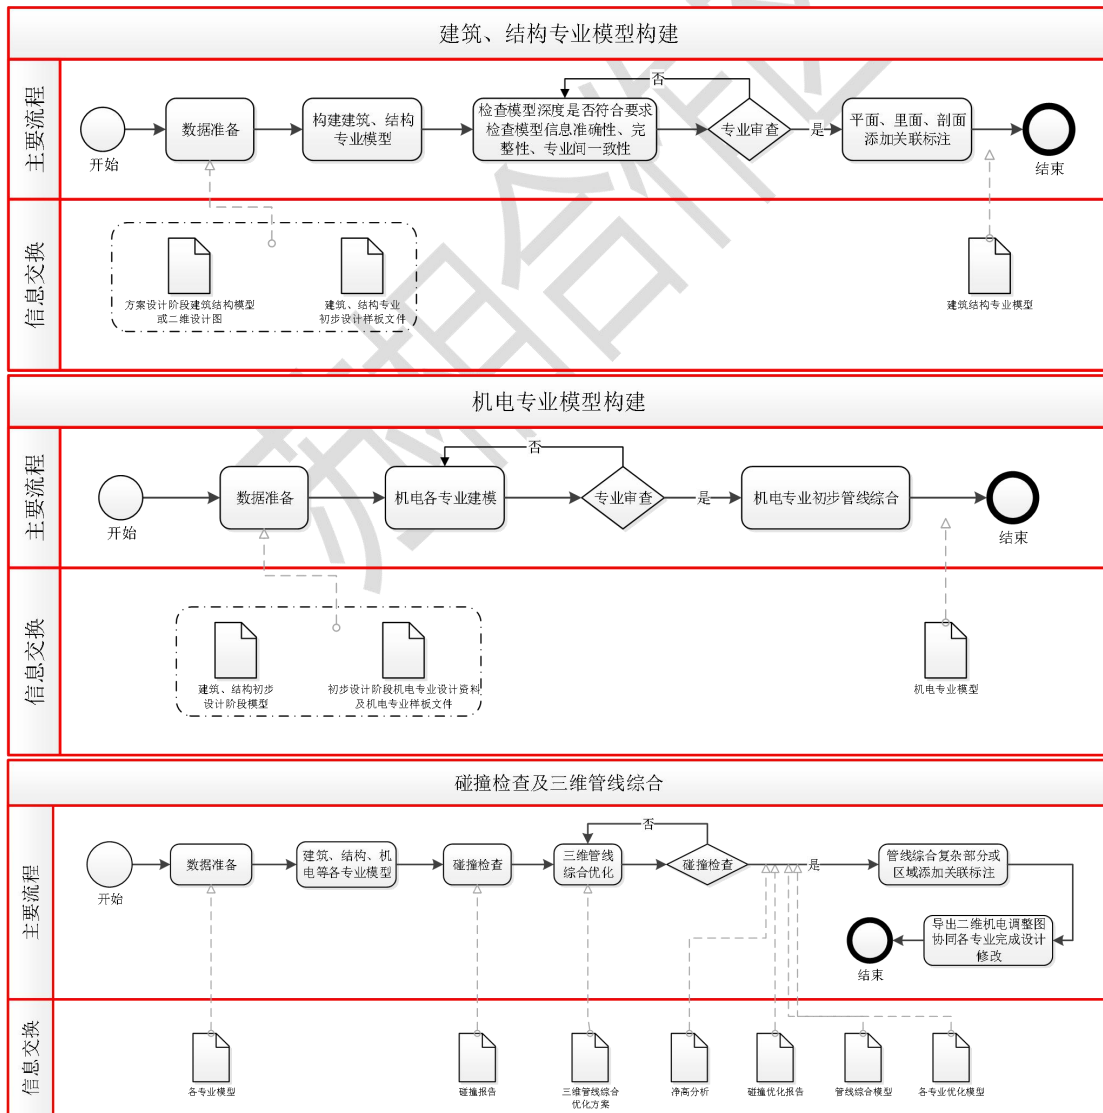 建筑、结构专业模型构建
主要流程
开始
数据准备
构建建筑、结构
专业模型
检查模型深度是否符合要求
检查模型信息准确性、完
整性、专业间一致性
否
专业审查
是
平面、里面、剖面
添加关联标注
结束
信息交换
方案设计阶段建筑结构模型
或二维设计图
建筑、结构专业
初步设计样板文件
建筑结构专业模型
机电专业模型构建
主要流程
开始
数据准备
机电各专业建模
否
专业审查
是
机电专业初步管线综合
结束
信息交换
建筑、结构初步
设计阶段模型
初步设计阶段机电专业设计资料
及机电专业样板文件
机电专业模型
碰撞检查及三维管线综合
主要流程
开始
数据准备
建筑、结构、机
电等各专业模型
碰撞检查
三维管线
综合优化
否
碰撞检查
是
管线综合复杂部分或
区域添加关联标注
导出二维机电调整图
协同各专业完成设计
修改
结束
信息交换
各专业模型
碰撞报告
三维管线综合
优化方案
净高分析
碰撞优化报告
管线综合模型
各专业优化模型